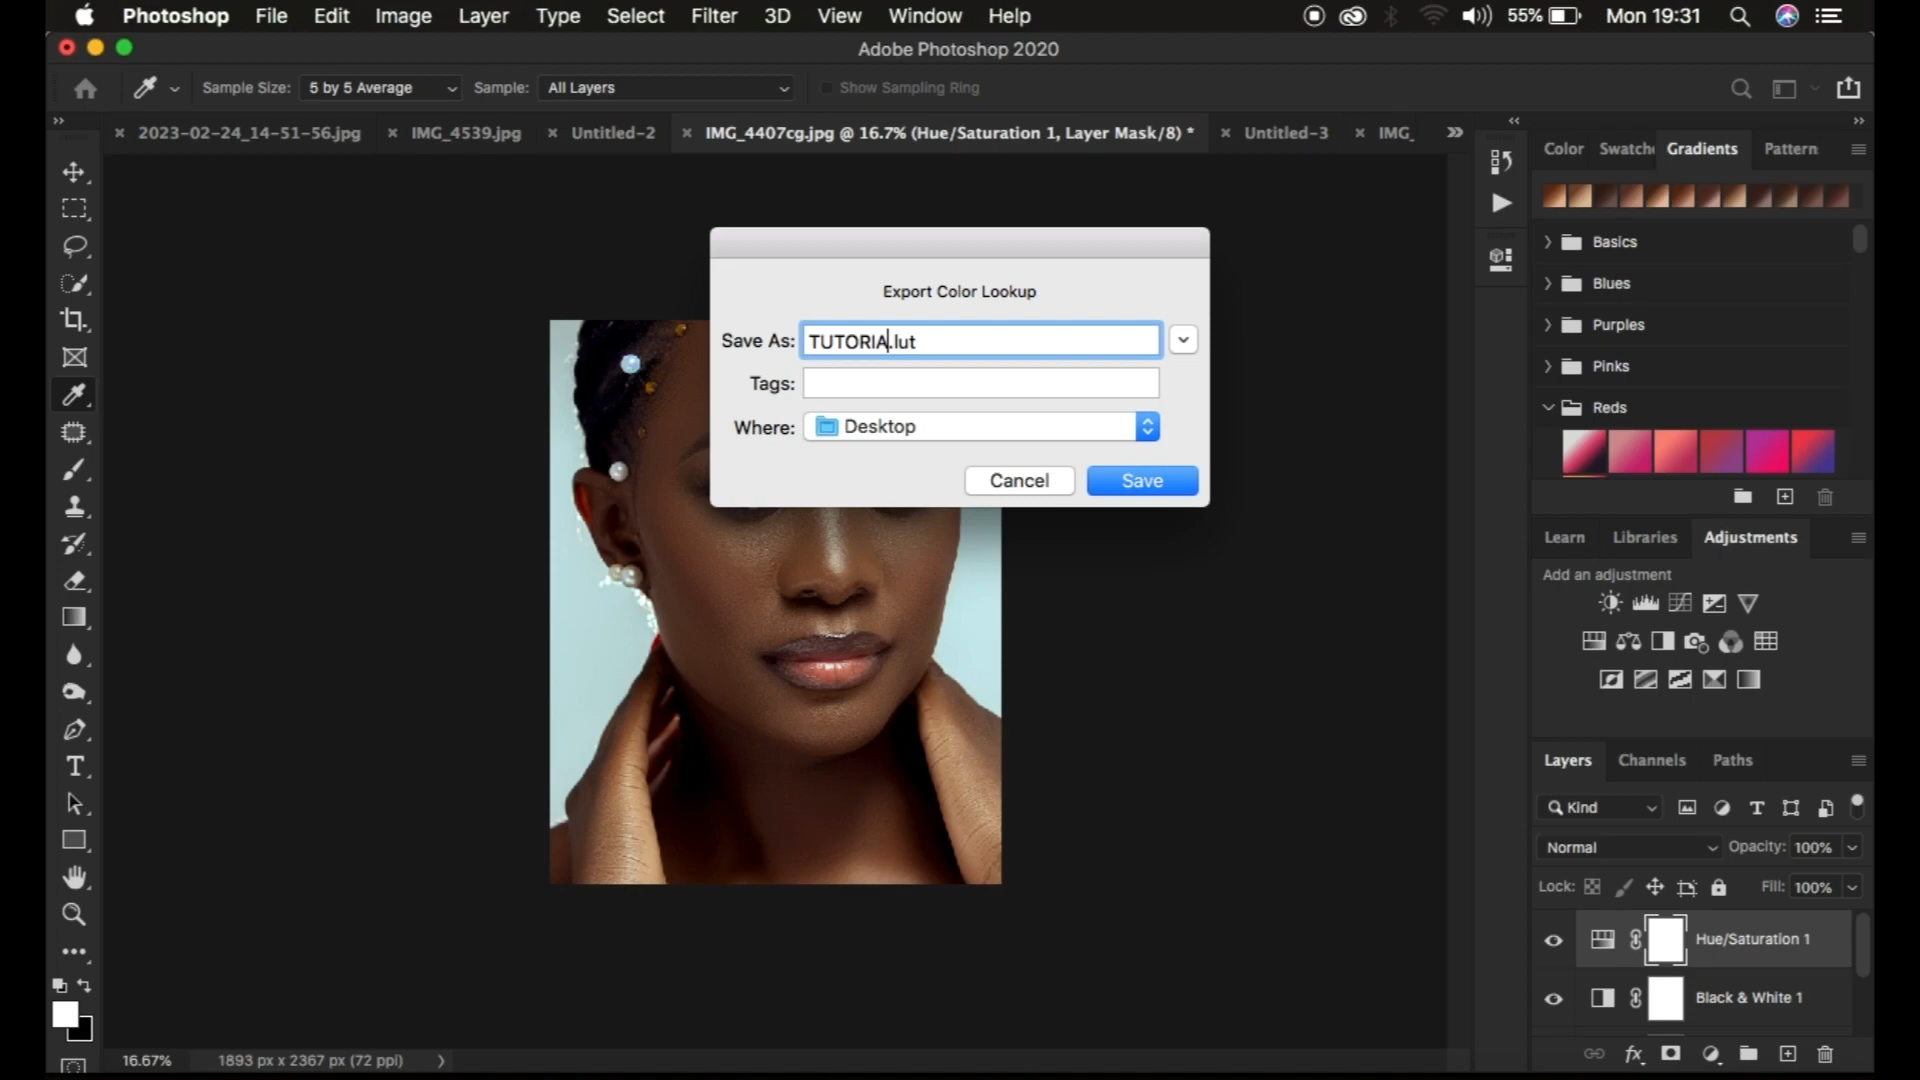 Photoshop File Edit Image Layer Type Select Filter 3D View Window Help 55% Mon 19:31
Adobe Photoshop 2020
Sample Size: 5 by 5 Average Sample: All Layers Show Sampling Ring
2023-02-24_14-51-56.jpg IMG_4539.jpg Untitled-2 IMG_4407cg.jpg @ 16.7% (Hue/Saturation 1, Layer Mask/8) * Untitled-3 IMG_
Color Swatche Gradients Pattern
Basics
Blues
Purples
Pinks
Reds
Export Color Lookup
Save As: TUTORIA.lut
Tags:
Where: Desktop
Cancel Save
Learn Libraries Adjustments
Add an adjustment
Layers Channels Paths
Kind
Normal Opacity: 100%
Lock: Fill: 100%
Hue/Saturation 1
Black & White 1
fx
16.67% 1893 px x 2367 px (72 ppi)